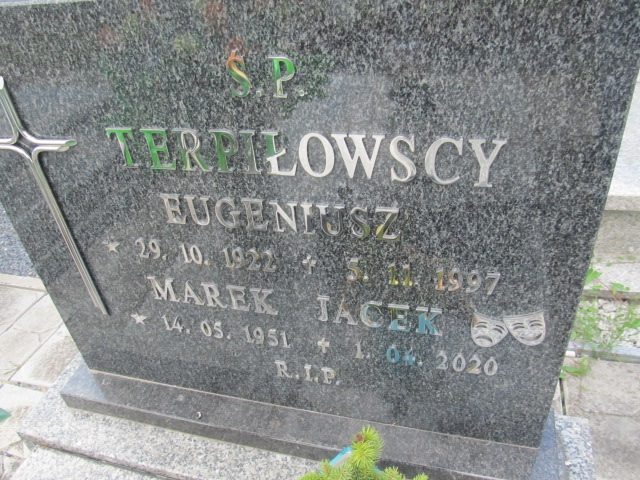 Ś.P.
TERPIŁOWSCY
EUGENIUSZ
* 29. 10. 1922 + 5. 11. 1997
MAREK JACEK
* 14. 05. 1951 + 1. 04. 2020
R.I.P.